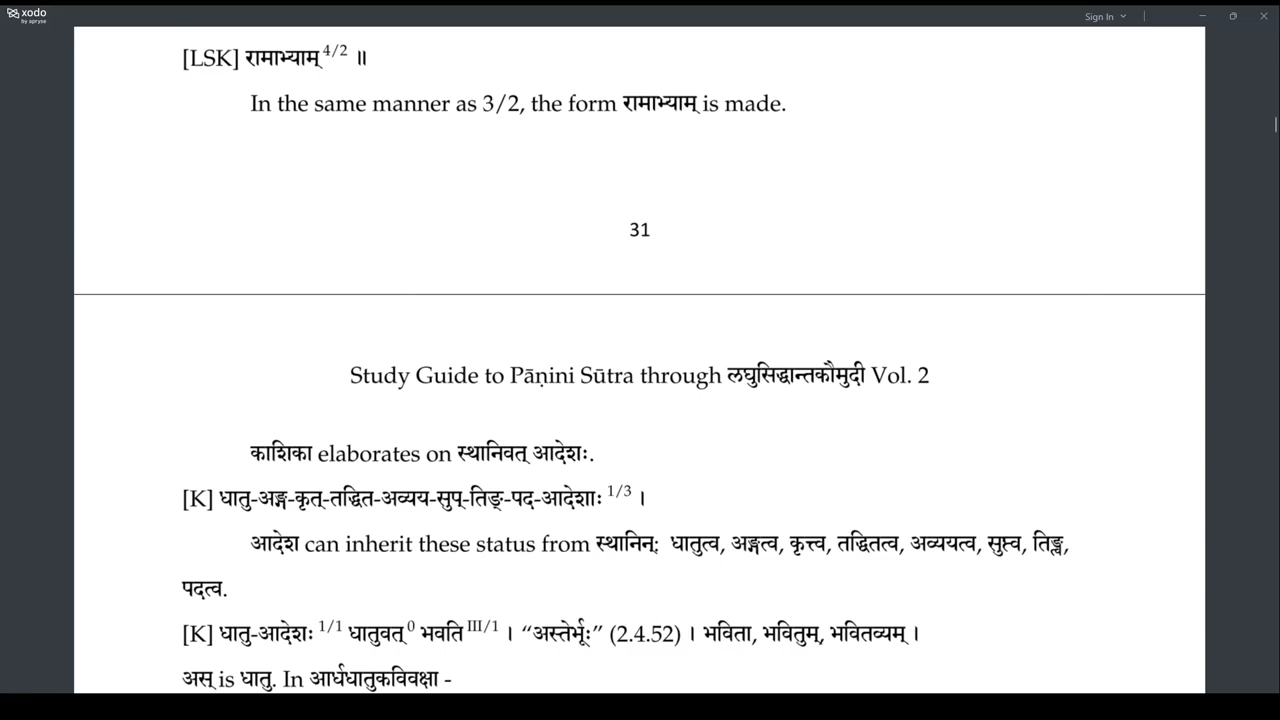 xodo
by apryse
Sign In
[LSK] रामाभ्याम् 4/2 ॥
In the same manner as 3/2, the form रामाभ्याम् is made.
31
Study Guide to Pāṇini Sūtra through लघुसिद्धान्तकौमुदी Vol. 2
काशिका elaborates on स्थानिवत् आदेशः.
[K] धातु-अङ्ग-कृत्-तद्धित-अव्यय-सुप्-तिङ्-पद-आदेशाः 1/3 ।
आदेश can inherit these status from स्थानिन्: धातुत्व, अङ्गत्व, कृत्त्व, तद्धितत्व, अव्ययत्व, सुप्त्व, तिङ्त्व,
पदत्व.
[K] धातु-आदेशः 1/1 धातुवत् 0 भवति III/1 । “अस्तेर्भूः” (2.4.52) । भविता, भवितुम्, भवितव्यम् ।
अस् is धातु. In आर्धधातुकविवक्षा -